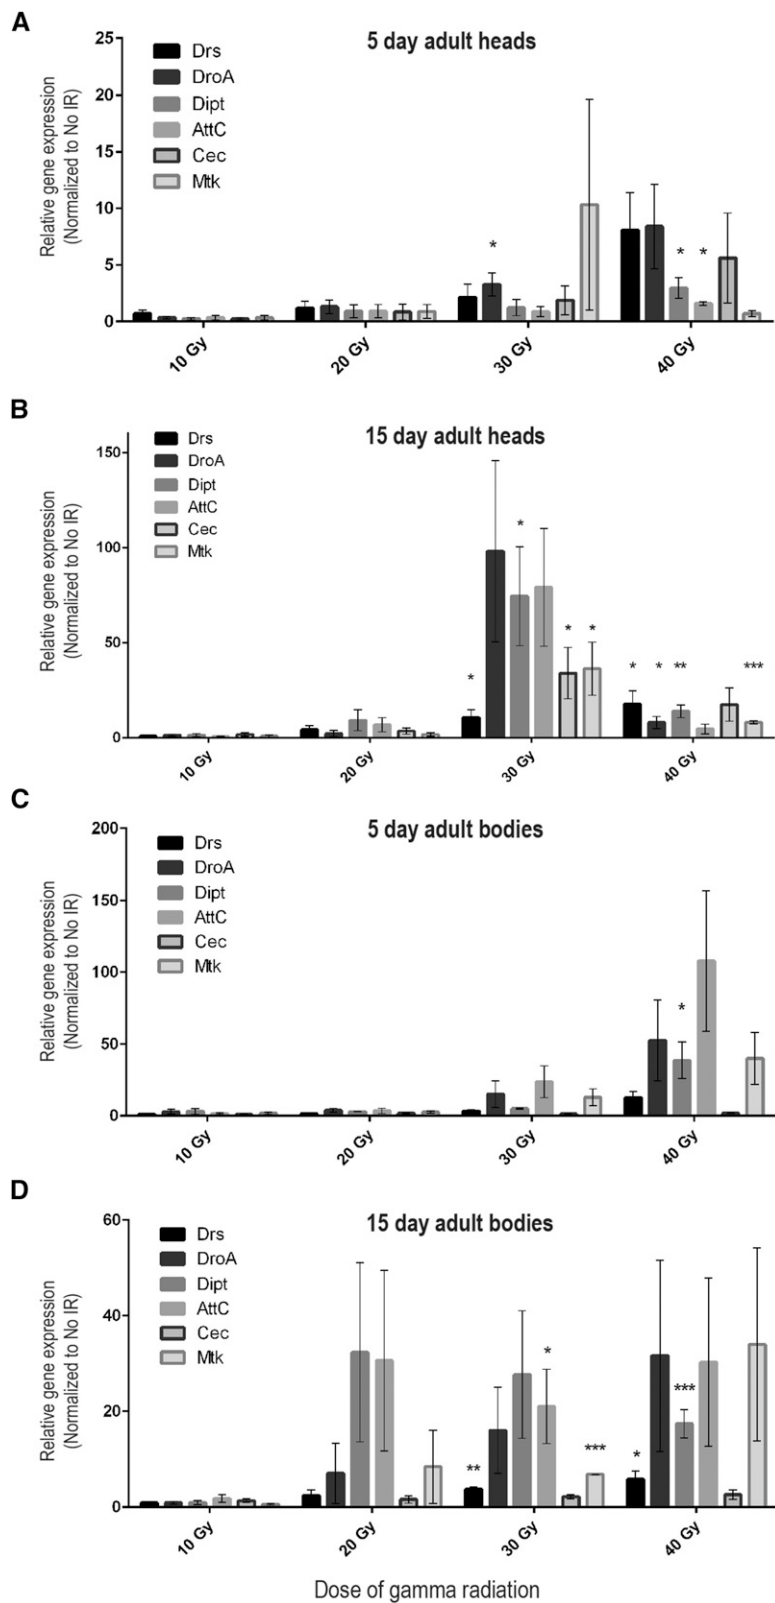 A
5 day adult heads
Relative gene expression
(Normalized to No IR)
25
20
15
10
5
0
Drs
DroA
Dipt
AttC
Cec
Mtk
*
* *
10 Gy
20 Gy
30 Gy
40 Gy
B
15 day adult heads
Relative gene expression
(Normalized to No IR)
150
100
50
0
Drs
DroA
Dipt
AttC
Cec
Mtk
* * * *
* * ** ***
10 Gy
20 Gy
30 Gy
40 Gy
C
5 day adult bodies
Relative gene expression
(Normalized to No IR)
200
150
100
50
0
Drs
DroA
Dipt
AttC
Cec
Mtk
*
10 Gy
20 Gy
30 Gy
40 Gy
D
15 day adult bodies
Relative gene expression
(Normalized to No IR)
60
40
20
0
Drs
DroA
Dipt
AttC
Cec
Mtk
** * ***
* ***
10 Gy
20 Gy
30 Gy
40 Gy
Dose of gamma radiation